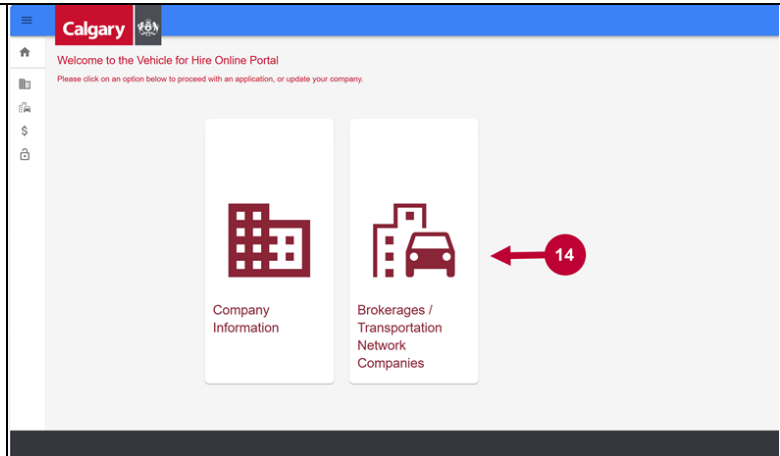 Calgary
Welcome to the Vehicle for Hire Online Portal
Please click on an option below to proceed with an application, or update your company.
$
14
Company
Information
Brokerages /
Transportation
Network
Companies